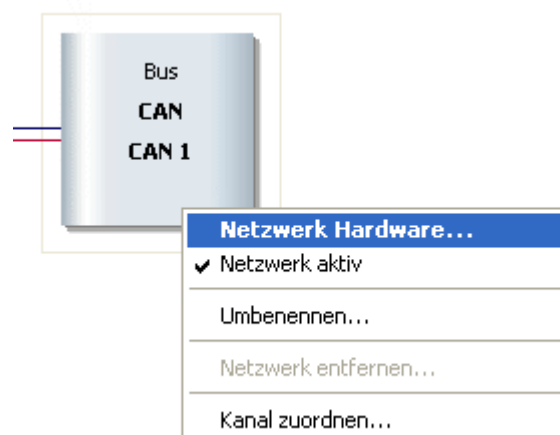 Bus
CAN
CAN 1
Netzwerk Hardware...
Netzwerk aktiv
Umbenennen...
Netzwerk entfernen...
Kanal zuordnen...